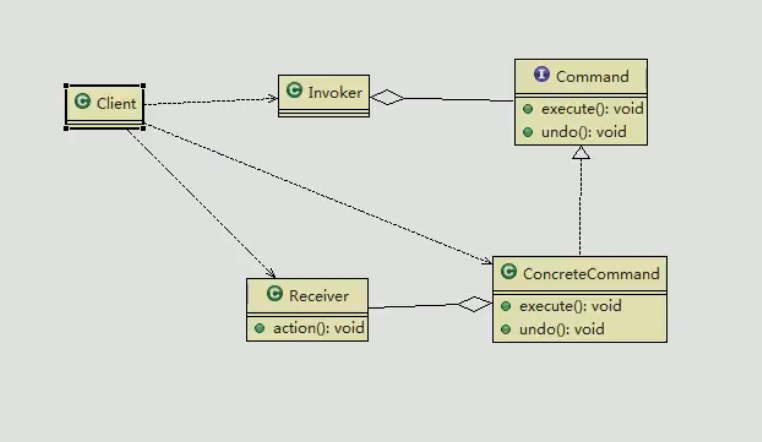 Client
Invoker
I Command
execute(): void
undo(): void
C Receiver
action(): void
C ConcreteCommand
execute(): void
undo(): void